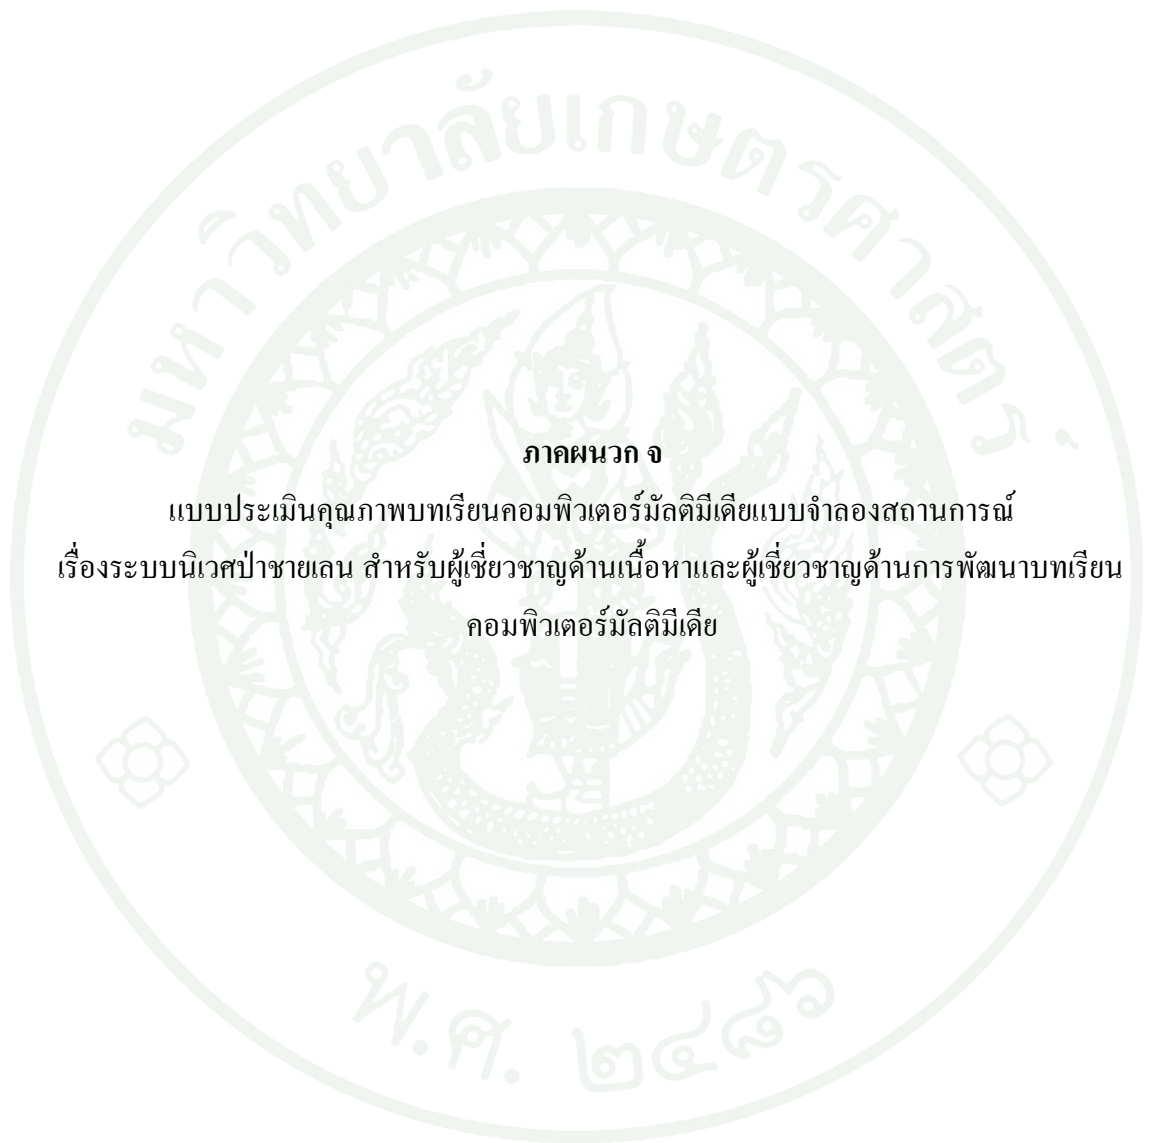 มหาวิทยาลัยเกษตรศาสตร์
ภาคผนวก จ
แบบประเมินคุณภาพบทเรียนคอมพิวเตอร์มัลติมีเดียแบบจำลองสถานการณ์
เรื่องระบบนิเวศป่าชายเลน สำหรับผู้เชี่ยวชาญด้านเนื้อหาและผู้เชี่ยวชาญด้านการพัฒนาบทเรียน
คอมพิวเตอร์มัลติมีเดีย
พ.ศ. ๒๔๘๖